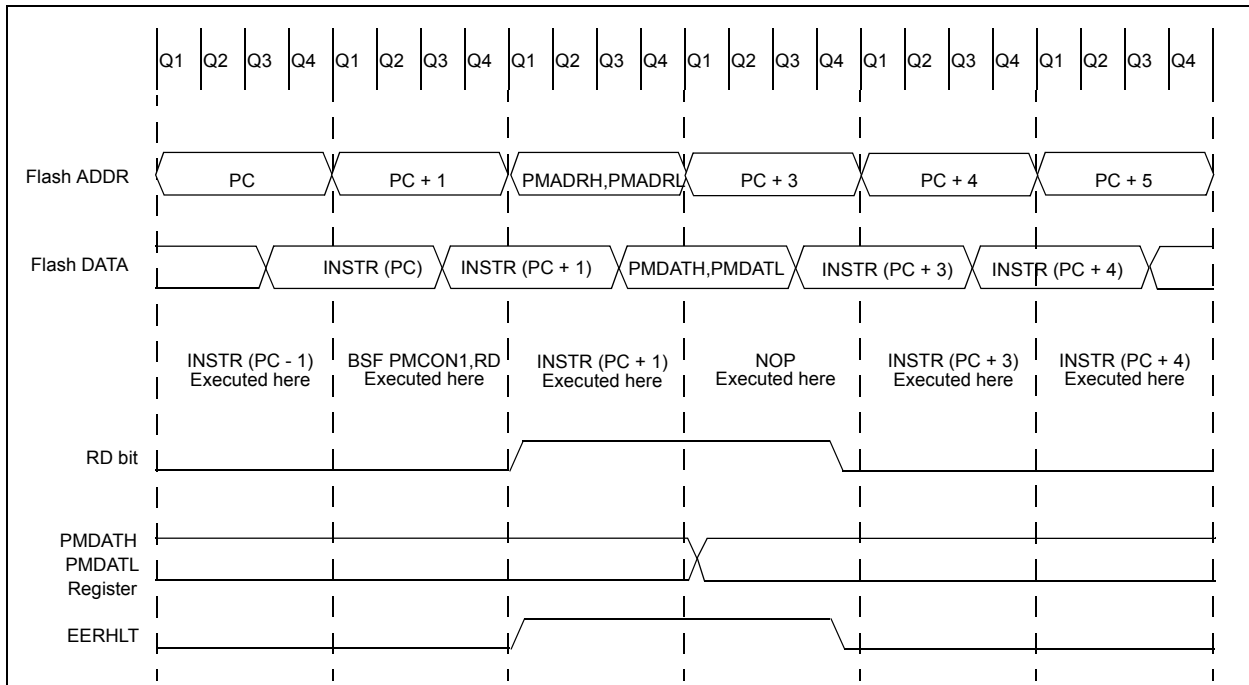 Q1 Q2 Q3 Q4 Q1 Q2 Q3 Q4 Q1 Q2 Q3 Q4 Q1 Q2 Q3 Q4 Q1 Q2 Q3 Q4 Q1 Q2 Q3 Q4
Flash ADDR PC PC + 1 PMADRH,PMADRL PC + 3 PC + 4 PC + 5
Flash DATA INSTR (PC) INSTR (PC + 1) PMDATH,PMDATL INSTR (PC + 3) INSTR (PC + 4)
INSTR (PC - 1) BSF PMCON1,RD INSTR (PC + 1) NOP INSTR (PC + 3) INSTR (PC + 4)
Executed here Executed here Executed here Executed here Executed here Executed here
RD bit
PMDATH
PMDATL
Register
EERHLT